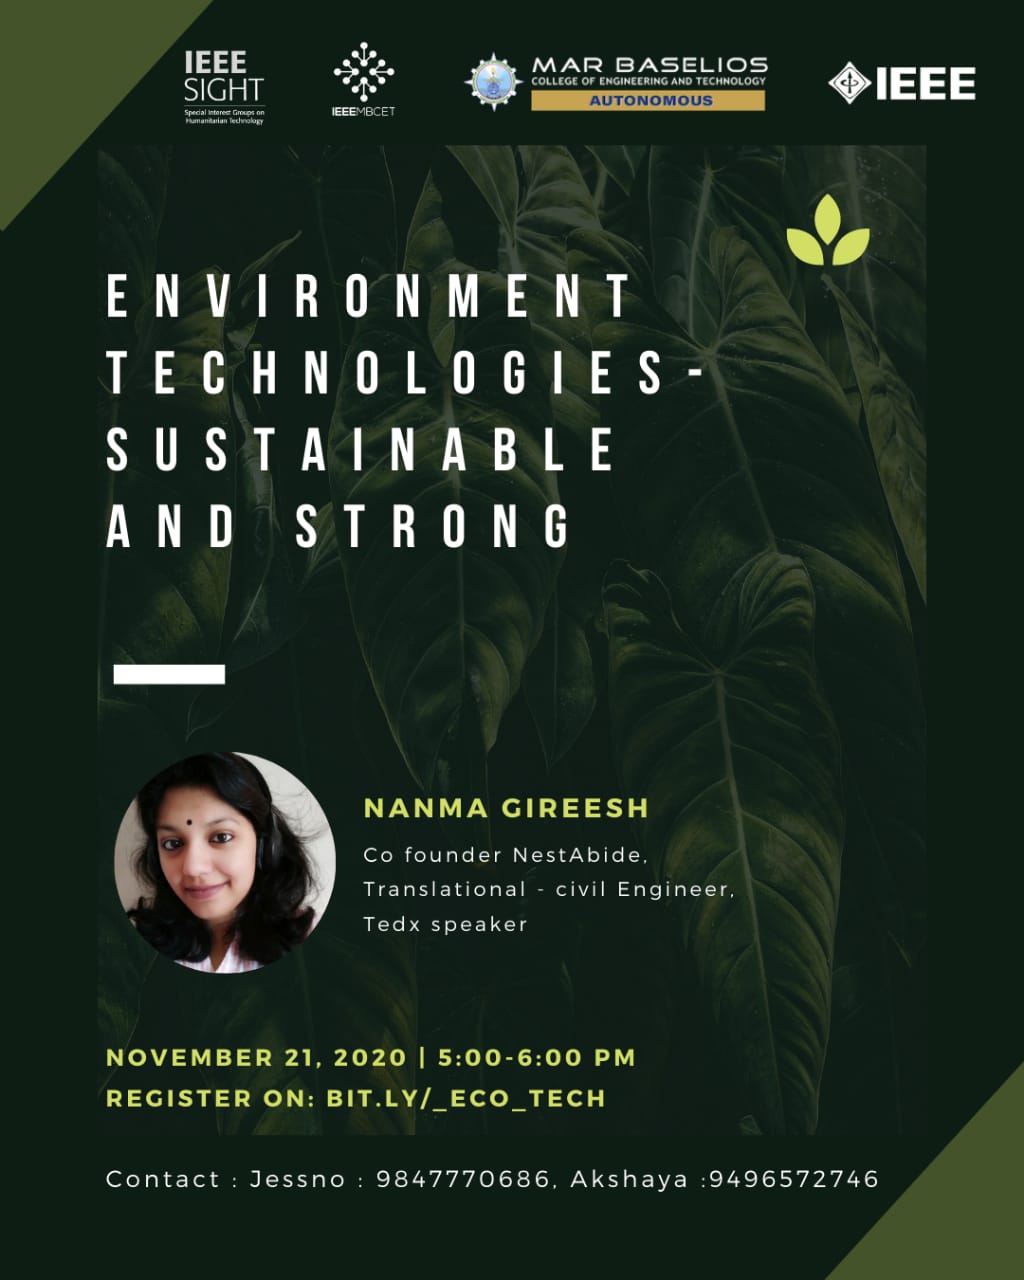 IEEE
SIGHT
Special Interest Groups on
Humanitarian Technology
IEEEMBCET
MAR BASELIOS
COLLEGE OF ENGINEERING AND TECHNOLOGY
AUTONOMOUS
IEEE
ENVIRONMENT
TECHNOLOGIES-
SUSTAINABLE
AND STRONG
NANMA GIREESH
Co founder NestAbide,
Translational - civil Engineer,
Tedx speaker
NOVEMBER 21, 2020 | 5:00-6:00 PM
REGISTER ON: BIT.LY/_ECO_TECH
Contact : Jessno : 9847770686, Akshaya :9496572746